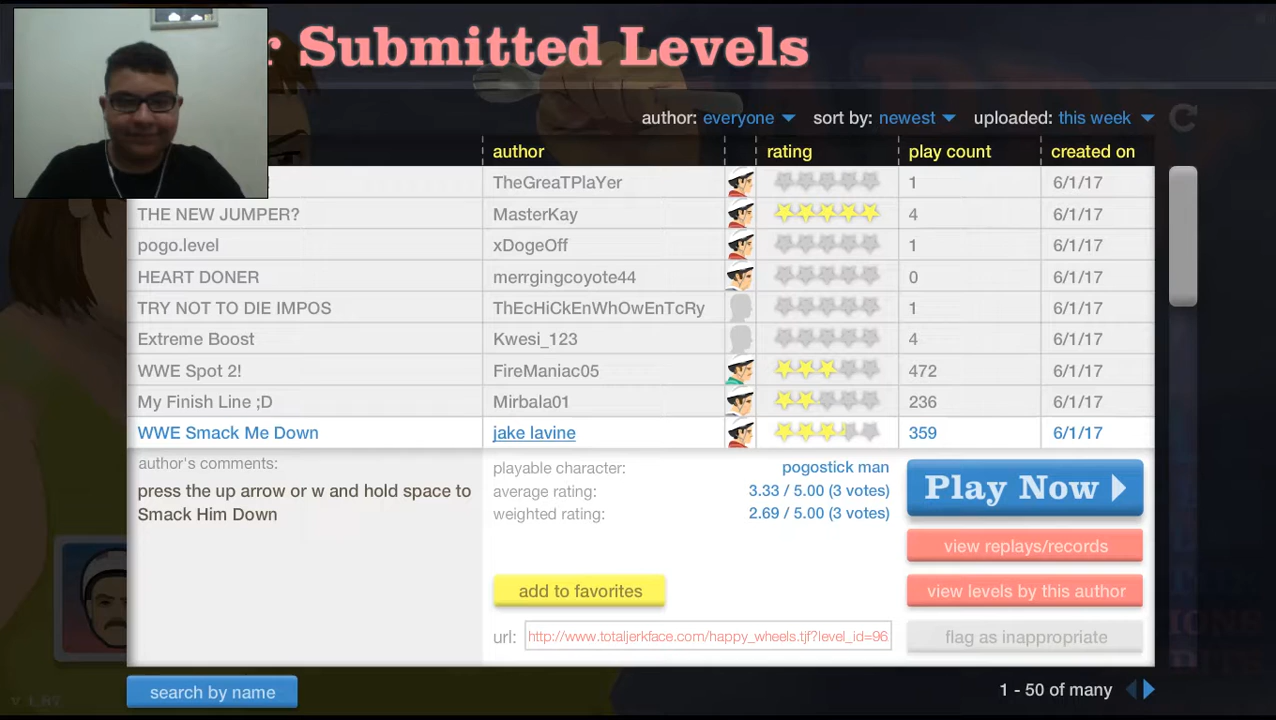 Submitted Levels
author: everyone sort by: newest uploaded: this week
author rating play count created on
TheGreaTPlaYer 1 6/1/17
THE NEW JUMPER? MasterKay 4 6/1/17
pogo.level xDogeOff 1 6/1/17
HEART DONER merrgingcoyote44 0 6/1/17
TRY NOT TO DIE IMPOS ThEcHiCkEnWhOwEnTcRy 1 6/1/17
Extreme Boost Kwesi_123 4 6/1/17
WWE Spot 2! FireManiac05 472 6/1/17
My Finish Line ;D Mirbala01 236 6/1/17
WWE Smack Me Down jake lavine 359 6/1/17
author's comments:
press the up arrow or w and hold space to
Smack Him Down
playable character: pogostick man
average rating: 3.33 / 5.00 (3 votes)
weighted rating: 2.69 / 5.00 (3 votes)
add to favorites
url: http://www.totaljerkface.com/happy_wheels.tjf?level_id=96
Play Now
view replays/records
view levels by this author
flag as inappropriate
search by name
1 - 50 of many